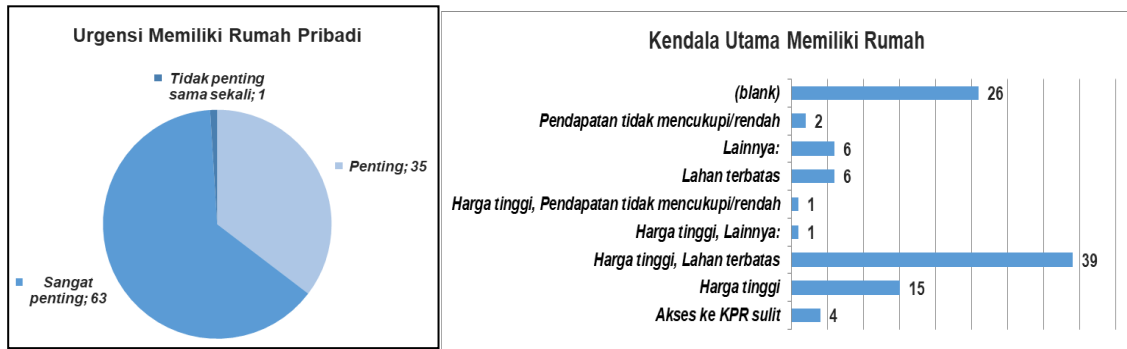 Urgensi Memiliki Rumah Pribadi
Tidak penting
sama sekali; 1
Penting; 35
Sangat
penting; 63
Kendala Utama Memiliki Rumah
(blank) 26
Pendapatan tidak mencukupi/rendah 2
Lainnya: 6
Lahan terbatas 6
Harga tinggi, Pendapatan tidak mencukupi/rendah 1
Harga tinggi, Lainnya: 1
Harga tinggi, Lahan terbatas 39
Harga tinggi 15
Akses ke KPR sulit 4